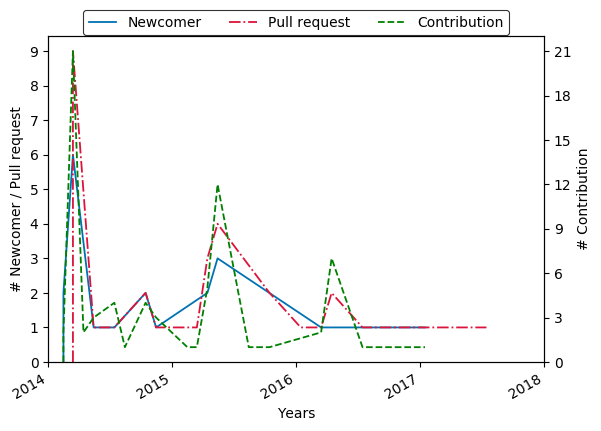 Newcomer Pull request Contribution
9 21
8 18
7
6 15
5 12
4 9
3 6
2
1 3
0 0
# Newcomer / Pull request
# Contribution
2014 2015 2016 2017 2018
Years